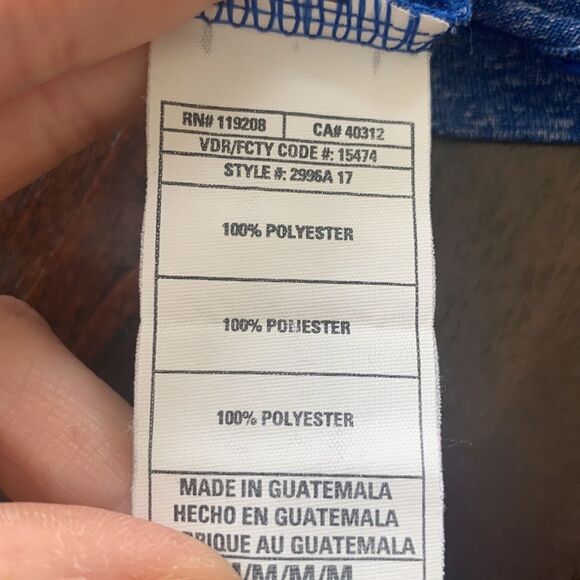 RN# 119208 CA# 40312
VDR/FCTY CODE #: 15474
STYLE #: 2996A 17
100% POLYESTER
100% POLIESTER
100% POLYESTER
MADE IN GUATEMALA
HECHO EN GUATEMALA
AU GUATEMALA
/M/M/M